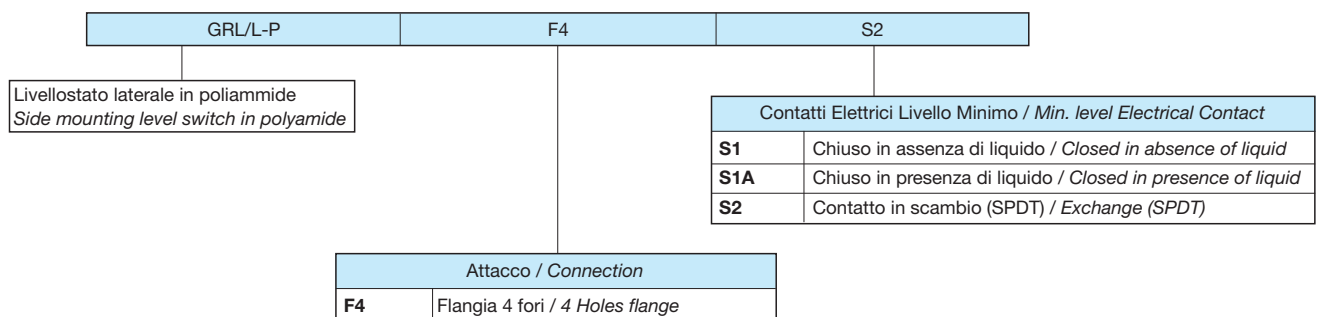 GRL/L-P F4 S2
Livellostato laterale in poliammide
Side mounting level switch in polyamide
Contatti Elettrici Livello Minimo / Min. level Electrical Contact
S1 Chiuso in assenza di liquido / Closed in absence of liquid
S1A Chiuso in presenza di liquido / Closed in presence of liquid
S2 Contatto in scambio (SPDT) / Exchange (SPDT)
Attacco / Connection
F4 Flangia 4 fori / 4 Holes flange